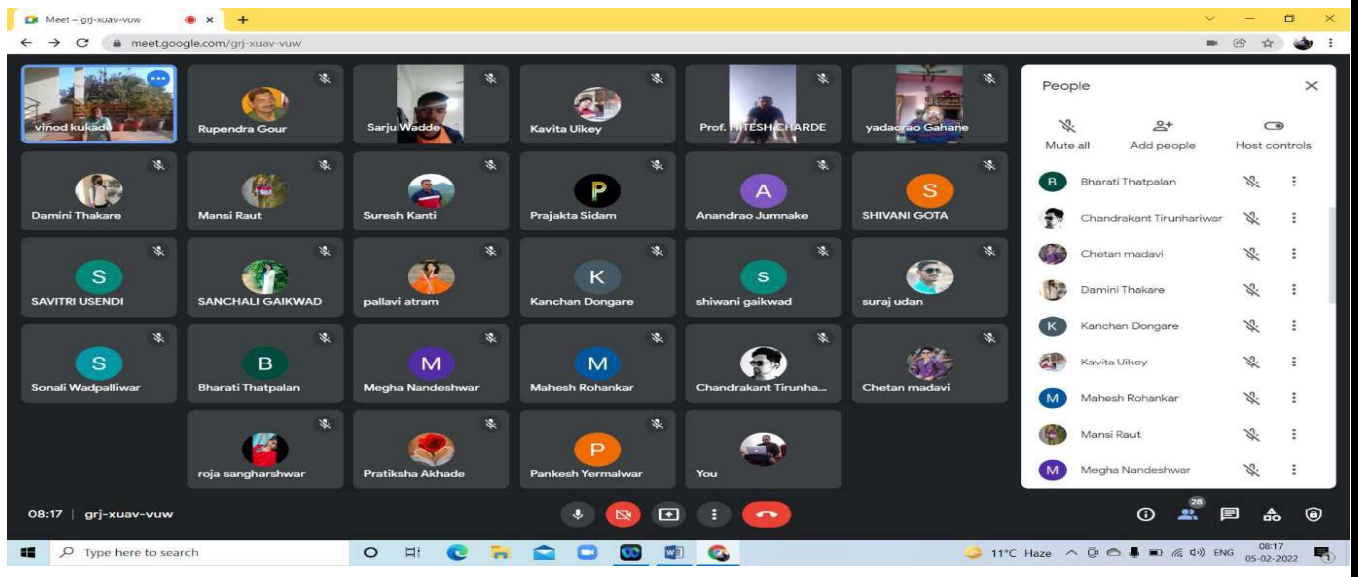 Meet – grj-xuav-vuw
meet.google.com/grj-xuav-vuw
vinod kukade
Rupendra Gour
Sarju Wadde
Kavita Uikey
Prof. HITESH CHARDE
yadaorao Gahane
Damini Thakare
Mansi Raut
Suresh Kanti
P
Prajakta Sidam
A
Anandrao Jumnake
S
SHIVANI GOTA
S
SAVITRI USENDI
SANCHALI GAIKWAD
pallavi atram
K
Kanchan Dongare
s
shiwani gaikwad
suraj udan
S
Sonali Wadpalliwar
B
Bharati Thatpalan
M
Megha Nandeshwar
M
Mahesh Rohankar
Chandrakant Tirunha...
Chetan madavi
roja sangharshwar
Pratiksha Akhade
P
Pankesh Yermalwar
You
People
Mute all Add people Host controls
B Bharati Thatpalan
Chandrakant Tirunhariwar
Chetan madavi
Damini Thakare
K Kanchan Dongare
Kavita Uikey
M Mahesh Rohankar
Mansi Raut
M Megha Nandeshwar
08:17 | grj-xuav-vuw
28
Type here to search
11°C Haze
ENG
08:17
05-02-2022